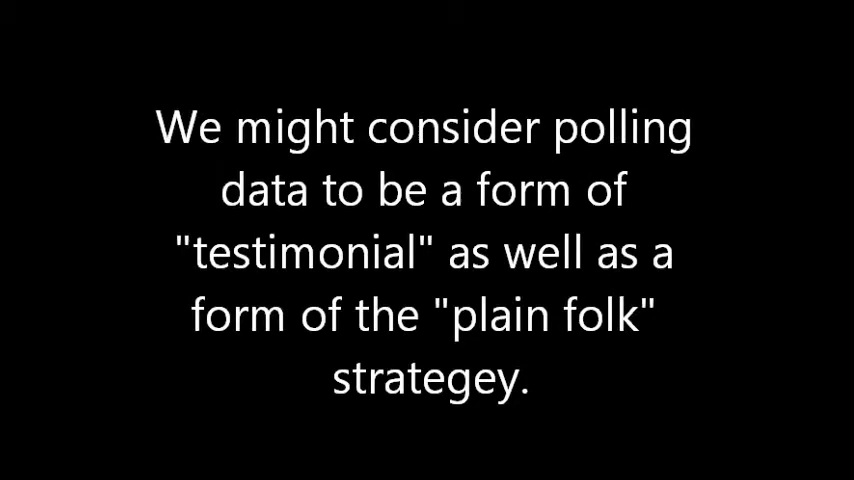 We might consider polling
data to be a form of
"testimonial" as well as a
form of the "plain folk"
strategey.